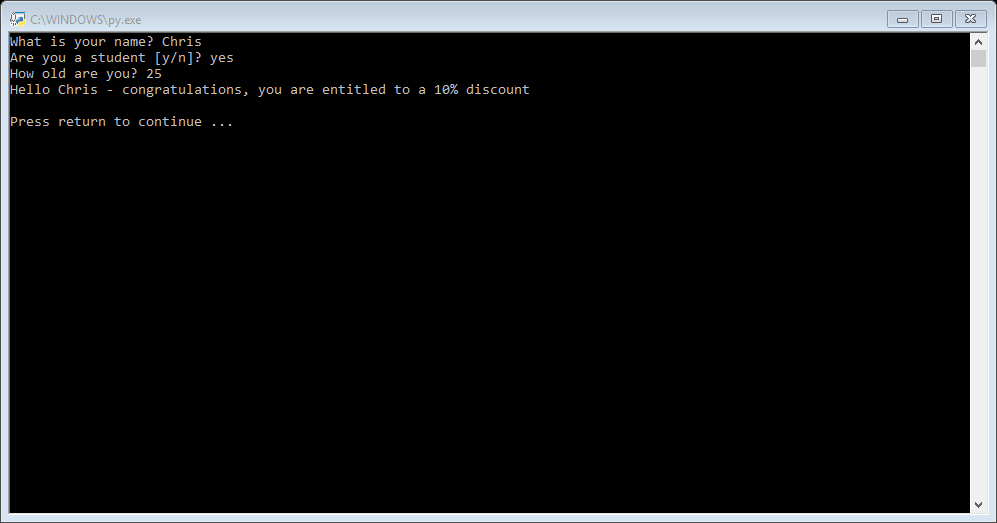 C:\WINDOWS\py.exe
What is your name? Chris
Are you a student [y/n]? yes
How old are you? 25
Hello Chris - congratulations, you are entitled to a 10% discount
Press return to continue ...